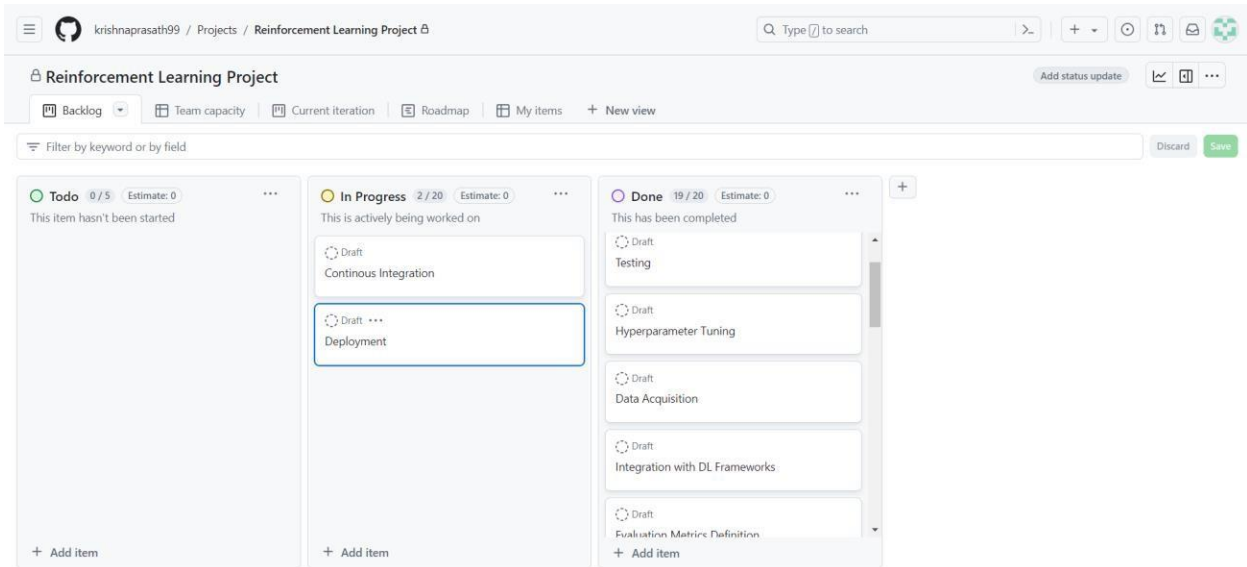 krishnaprasath99 / Projects / Reinforcement Learning Project
Type / to search
Reinforcement Learning Project
Add status update
Backlog
Team capacity
Current iteration
Roadmap
My items
+ New view
Filter by keyword or by field
Discard
Save
Todo 0 / 5 Estimate: 0
This item hasn't been started
+ Add item
In Progress 2 / 20 Estimate: 0
This is actively being worked on
Draft
Continous Integration
Draft
Deployment
+ Add item
Done 19 / 20 Estimate: 0
This has been completed
Draft
Testing
Draft
Hyperparameter Tuning
Draft
Data Acquisition
Draft
Integration with DL Frameworks
Draft
Evaluation Metrics Definition
+ Add item